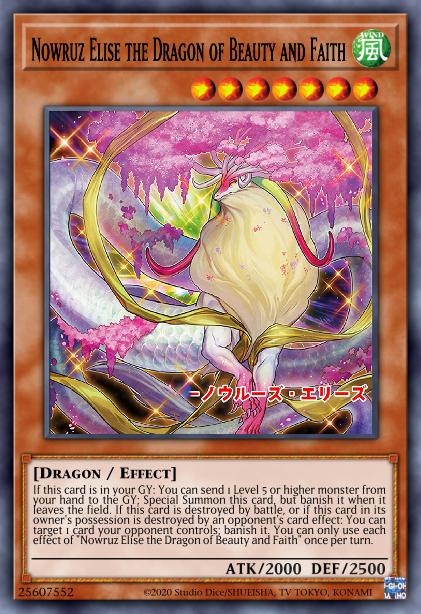 Nowruz Elise the Dragon of Beauty and Faith
WIND
風
-ノウルーズ・エリーズ
[Dragon / Effect]
If this card is in your GY: You can send 1 Level 5 or higher monster from
your hand to the GY; Special Summon this card, but banish it when it
leaves the field. If this card is destroyed by battle, or if this card in its
owner's possession is destroyed by an opponent's card effect: You can
target 1 card your opponent controls; banish it. You can only use each
effect of "Nowruz Elise the Dragon of Beauty and Faith" once per turn.
ATK/2000 DEF/2500
25607552
©2020 Studio Dice/SHUEISHA, TV TOKYO, KONAMI